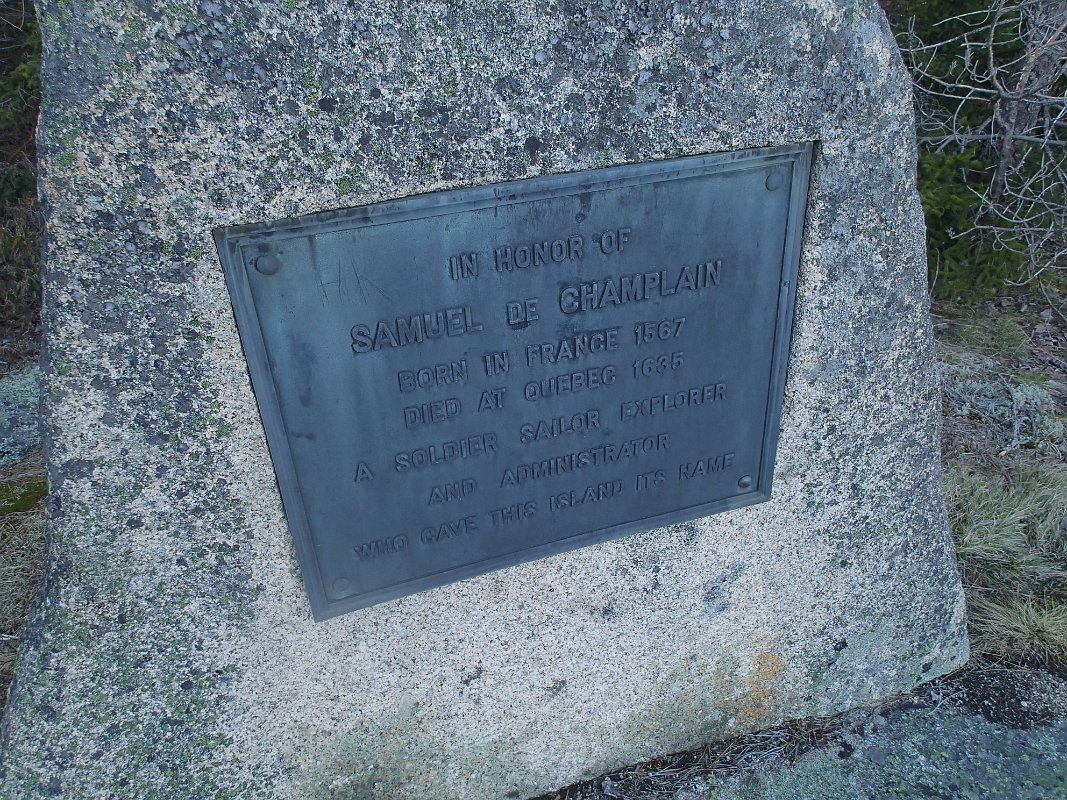 IN HONOR OF
SAMUEL DE CHAMPLAIN
BORN IN FRANCE 1567
DIED AT QUEBEC 1635
A SOLDIER SAILOR EXPLORER
AND ADMINISTRATOR
WHO GAVE THIS ISLAND ITS NAME